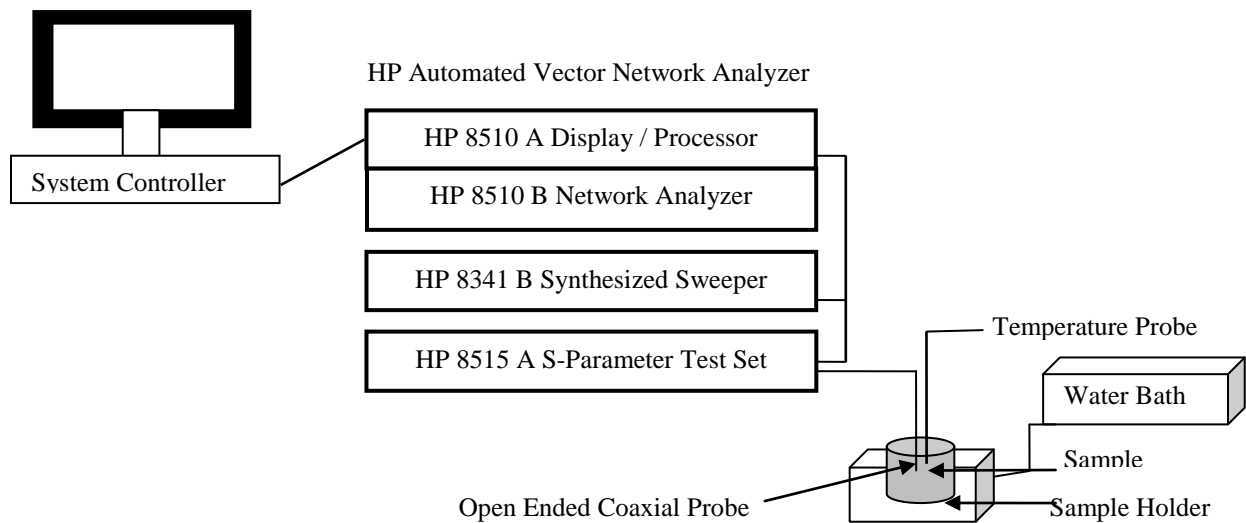 HP Automated Vector Network Analyzer
HP 8510 A Display / Processor
System Controller
HP 8510 B Network Analyzer
HP 8341 B Synthesized Sweeper
Temperature Probe
HP 8515 A S-Parameter Test Set
Water Bath
Sample
Open Ended Coaxial Probe
Sample Holder